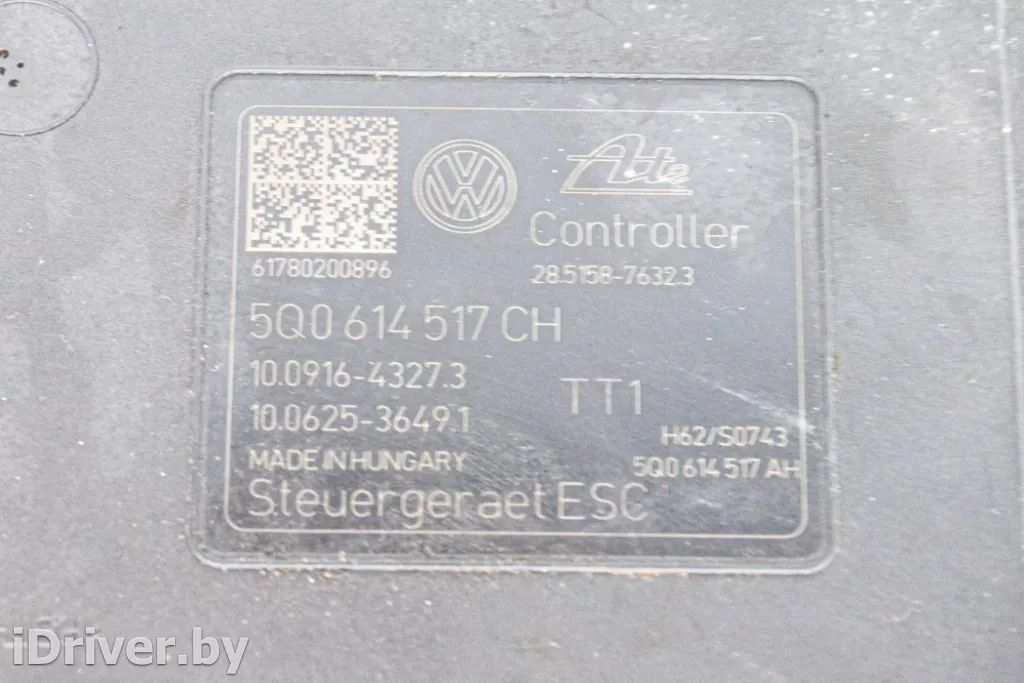 Ate
Controller
61780200896
28.5158-7632.3
5Q0 614 517 CH
10.0916-4327.3
TT1
10.0625-3649.1
H62/S0743
MADE IN HUNGARY
5Q0 614 517 AH
Steuergeraet ESC
iDriver.by